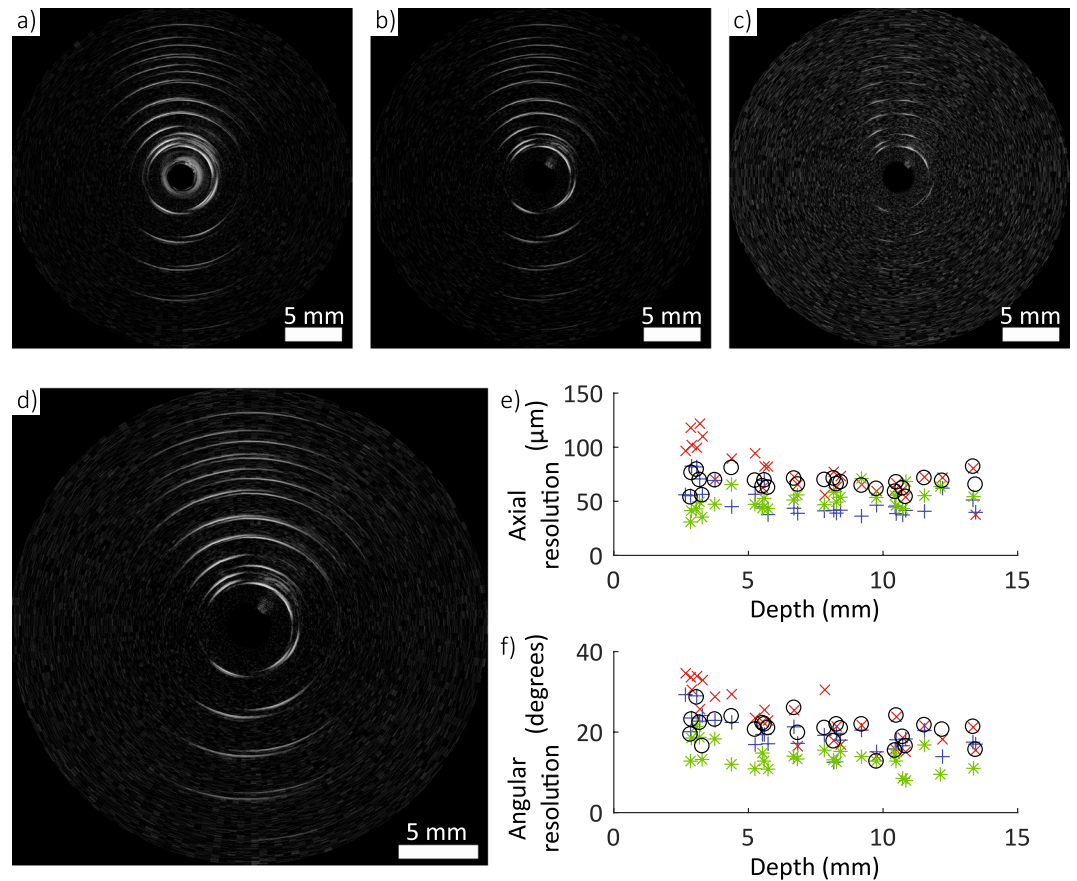 a)
5 mm
b)
5 mm
c)
5 mm
d)
5 mm
e)
Axial
resolution (μm)
150
100
50
0
0 5 10 15
Depth (mm)
f)
Angular
resolution (degrees)
40
20
0
0 5 10 15
Depth (mm)